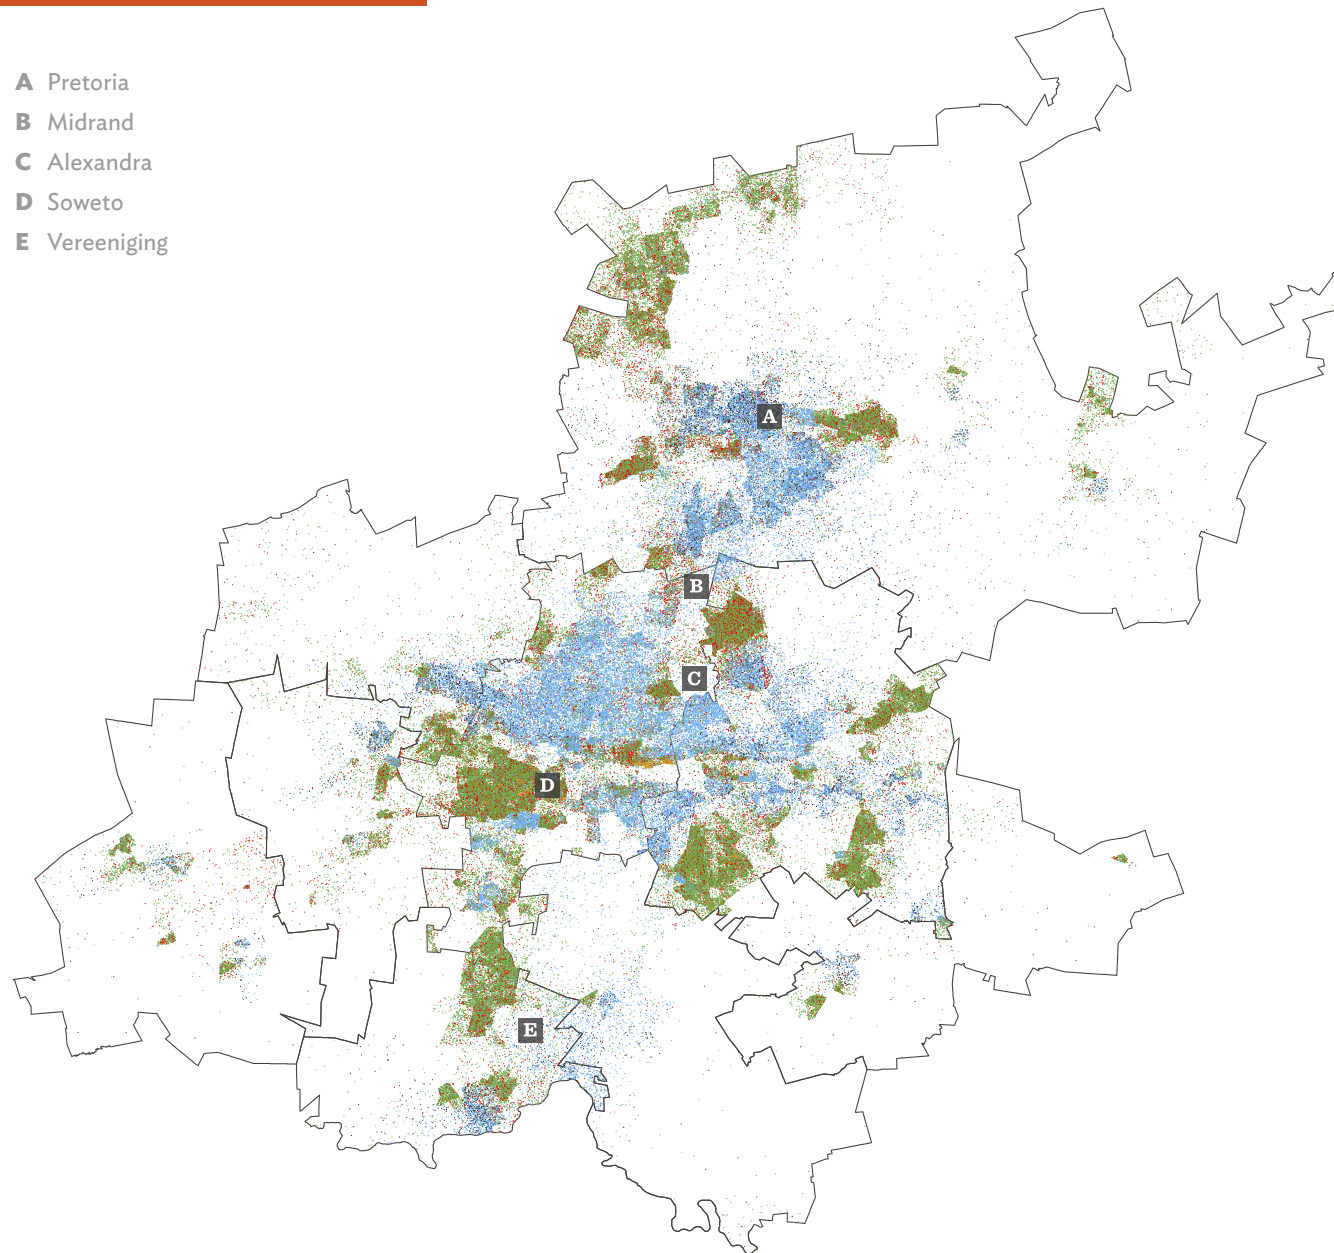 A Pretoria
B Midrand
C Alexandra
D Soweto
E Vereeniging
A
B
C
D
E